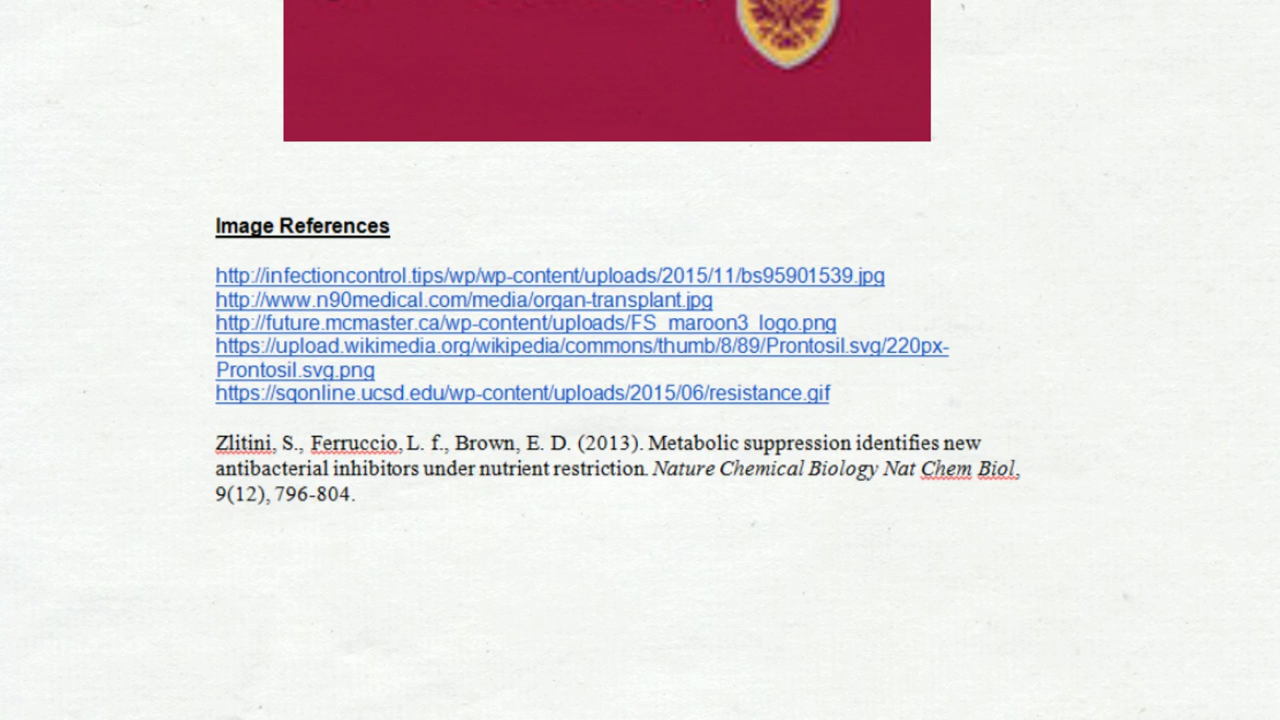 Image References
http://infectioncontrol.tips/wp/wp-content/uploads/2015/11/bs95901539.jpg
http://www.n90medical.com/media/organ-transplant.jpg
http://future.mcmaster.ca/wp-content/uploads/FS_maroon3_logo.png
https://upload.wikimedia.org/wikipedia/commons/thumb/8/89/Prontosil.svg/220px-
Prontosil.svg.png
https://sqonline.ucsd.edu/wp-content/uploads/2015/06/resistance.gif
Zlitini, S., Ferruccio, L. f., Brown, E. D. (2013). Metabolic suppression identifies new
antibacterial inhibitors under nutrient restriction. Nature Chemical Biology Nat Chem Biol,
9(12), 796-804.